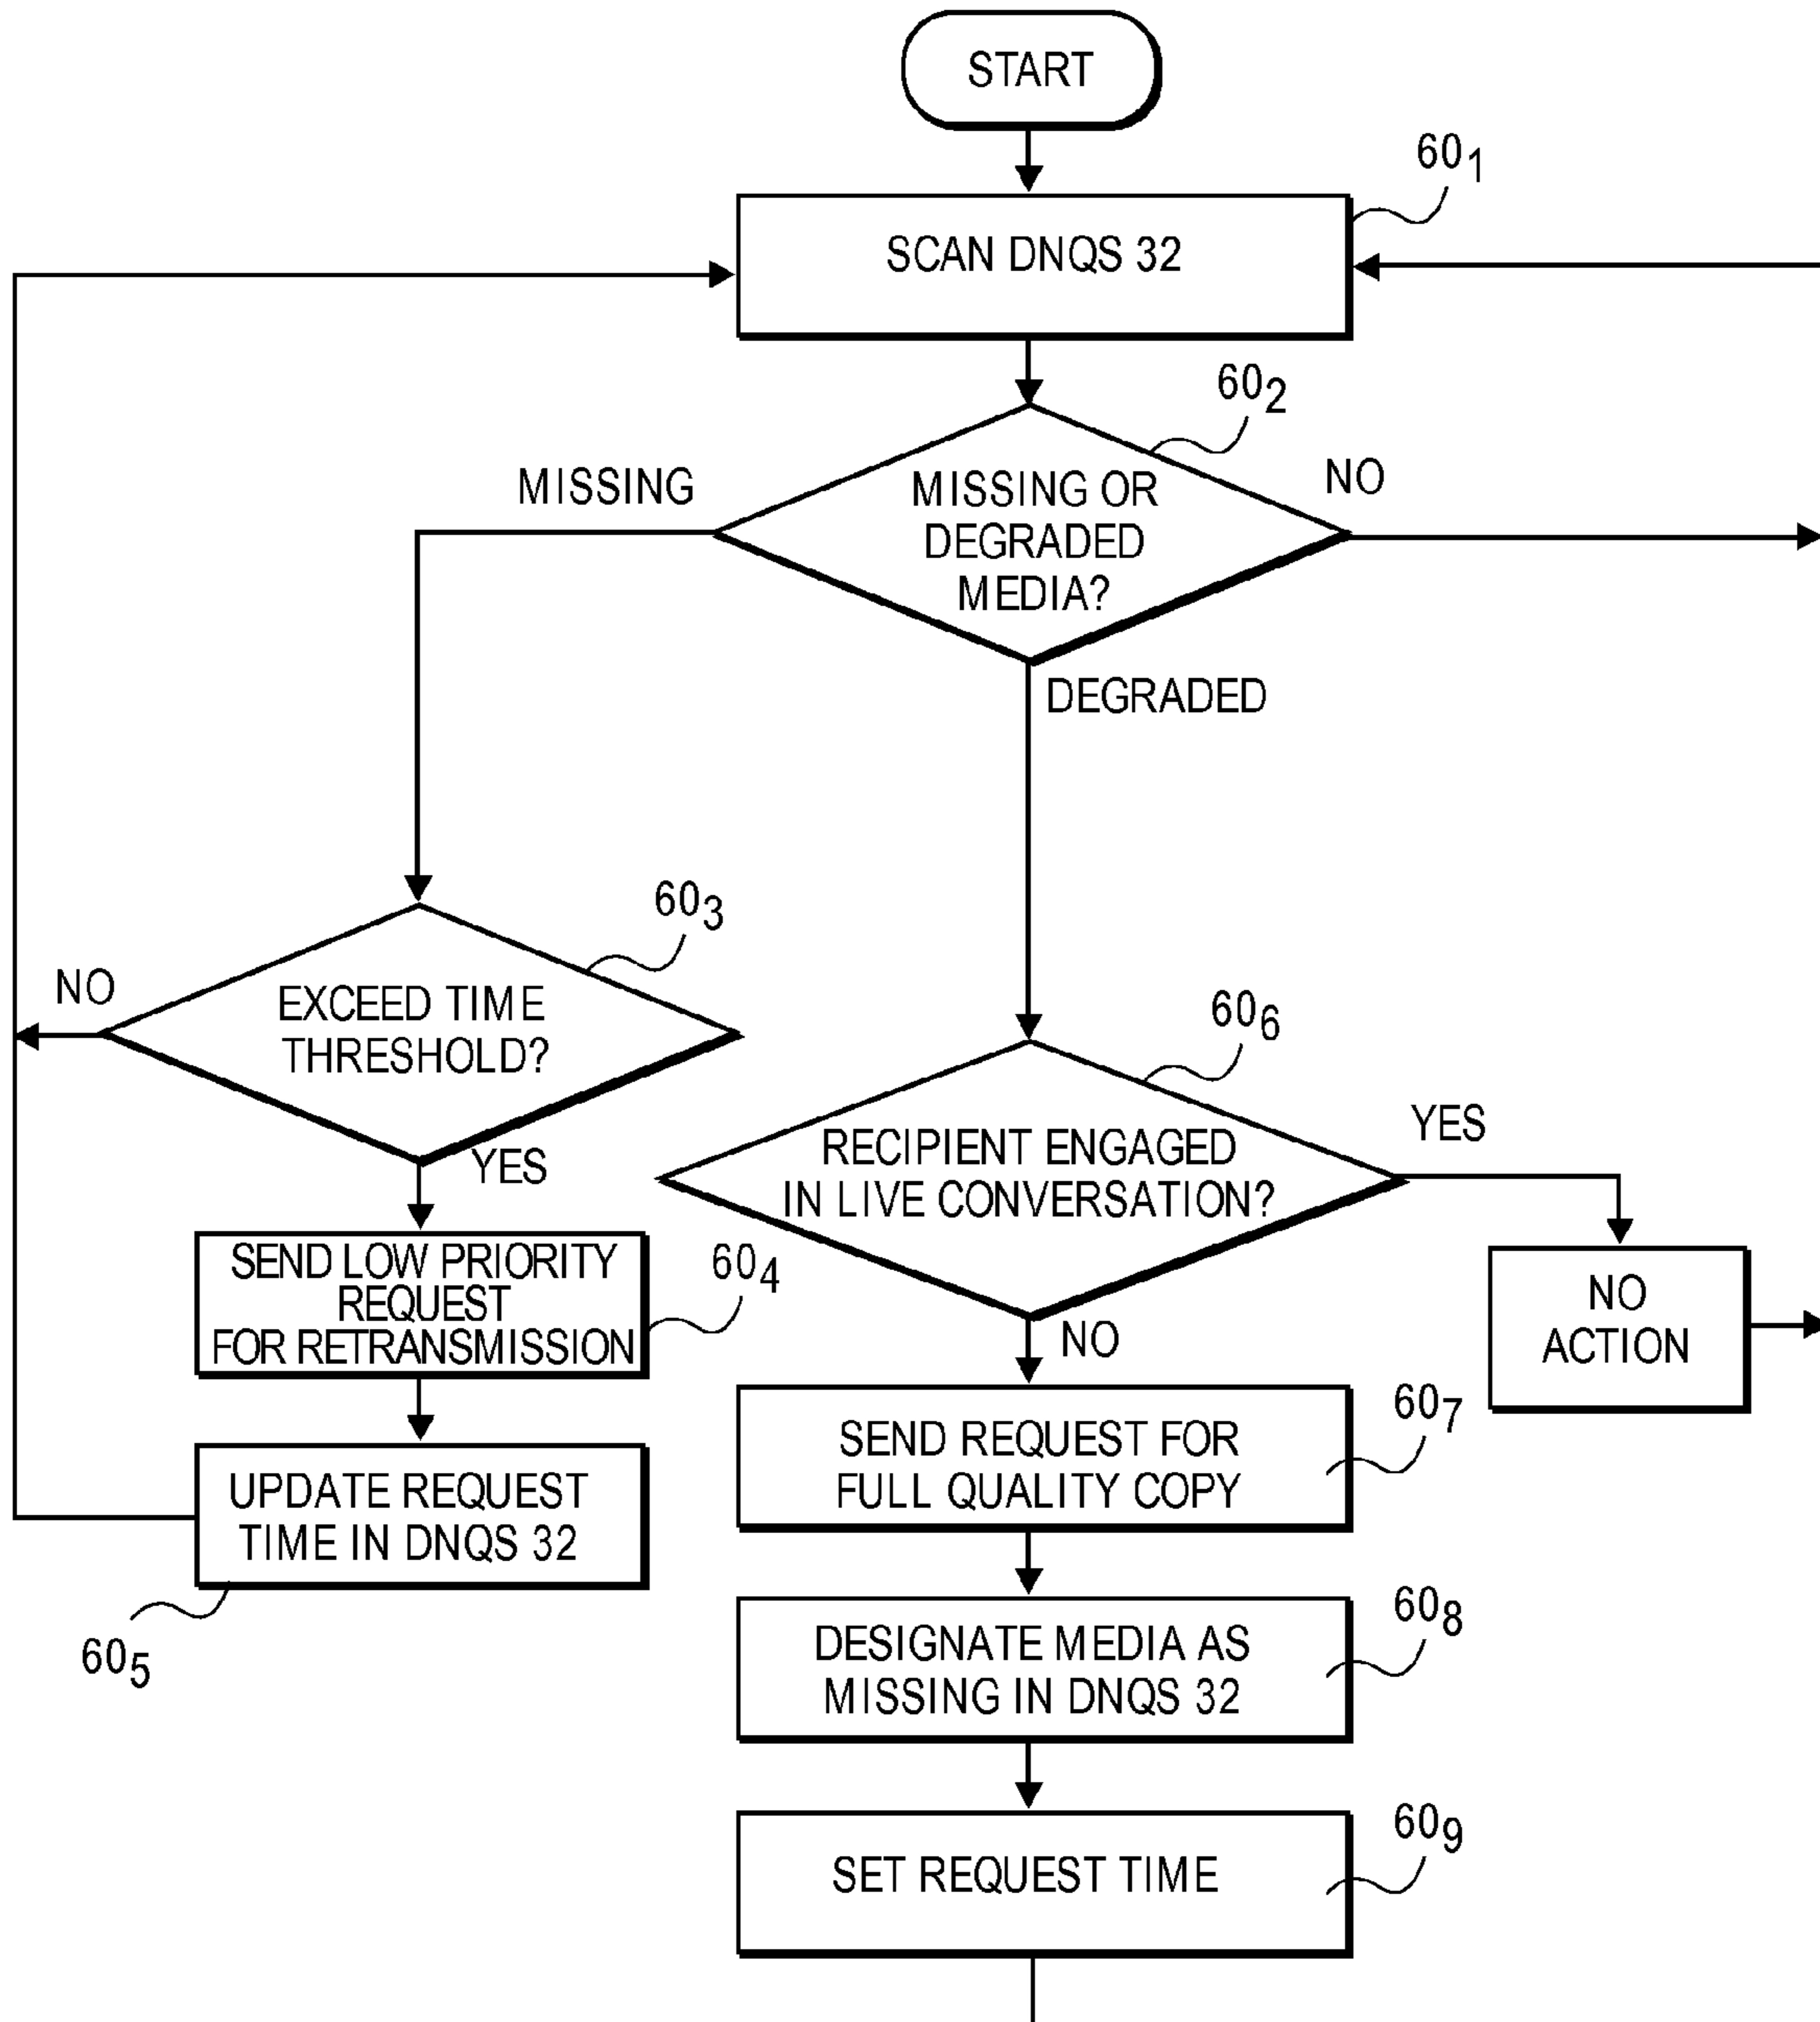 START
60₁
SCAN DNQS 32
60₂
MISSING
MISSING OR
DEGRADED
MEDIA?
NO
DEGRADED
60₃
NO
EXCEED TIME
THRESHOLD?
YES
60₆
RECIPIENT ENGAGED
IN LIVE CONVERSATION?
YES
SEND LOW PRIORITY
REQUEST
FOR RETRANSMISSION
60₄
NO
ACTION
NO
60₇
SEND REQUEST FOR
FULL QUALITY COPY
UPDATE REQUEST
TIME IN DNQS 32
60₅
60₈
DESIGNATE MEDIA AS
MISSING IN DNQS 32
60₉
SET REQUEST TIME